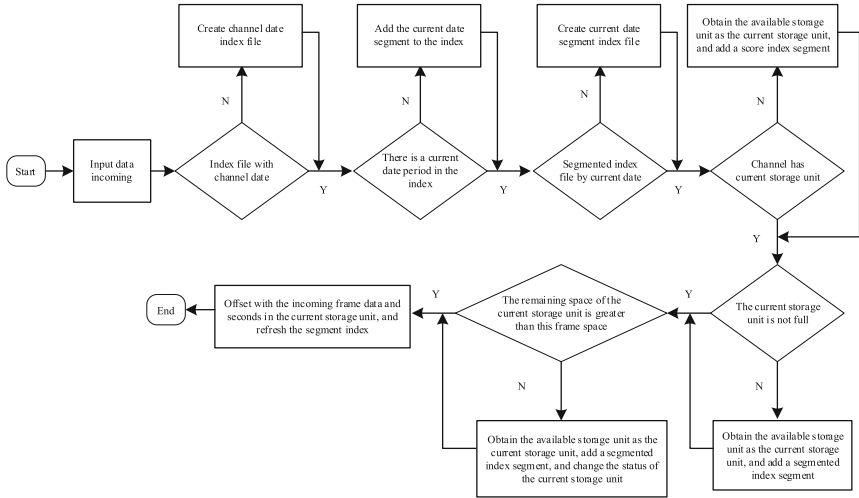 Create channel date
index file
Add the current date
segment to the index
Create current date
segment index file
Obtain the available storage
unit as the current storage unit,
and add a score index segment
N
N
N
N
Start
Input data
incoming
Index file with
channel date
Y
There is a current
date period in the
index
Y
Segmented index
file by current date
Y
Channel has
current storage unit
Y
End
Offset with the incoming frame data and
seconds in the current storage unit, and
refresh the segment index
Y
The remaining space of the
current storage unit is greater
than this frame space
Y
The current storage
unit is not full
N
N
Obtain the available storage unit as the
current storage unit, add a segmented
index segment, and change the status of
the current storage unit
Obtain the available storage
unit as the current storage
unit, and add a segmented
index segment